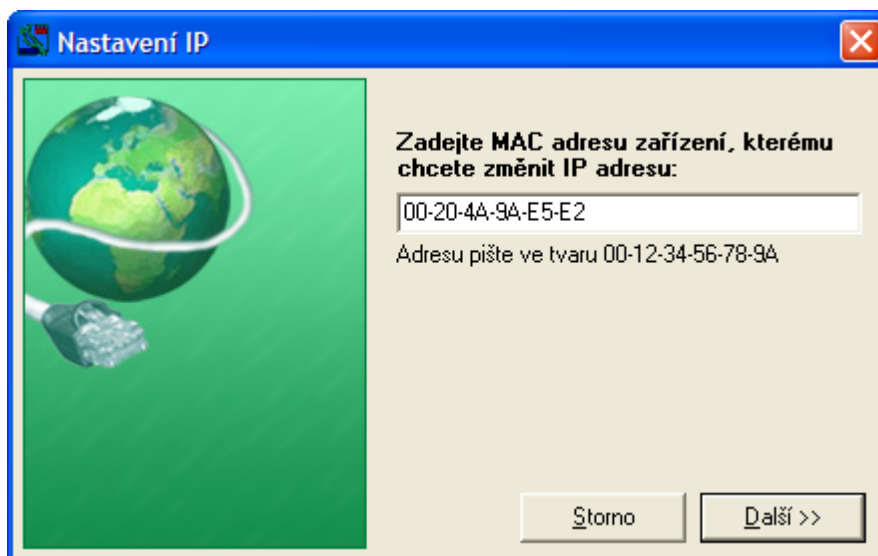 Nastavení IP
Zadejte MAC adresu zařízení, kterému
chcete změnit IP adresu:
00-20-4A-9A-E5-E2
Adresu pište ve tvaru 00-12-34-56-78-9A
Storno
Další >>